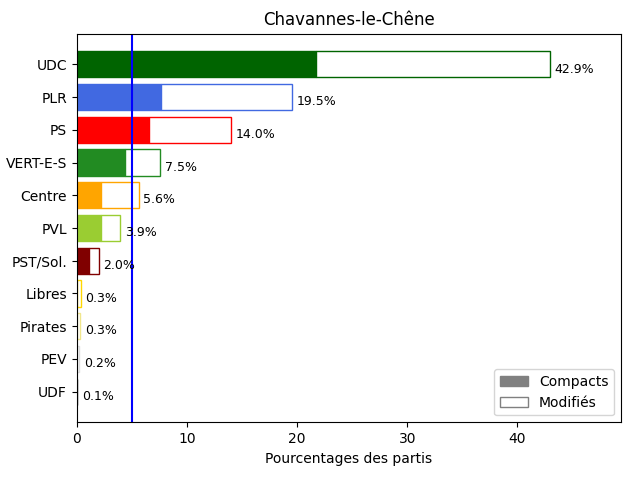 Chavannes-le-Chêne
UDC 42.9%
PLR 19.5%
PS 14.0%
VERT-E-S 7.5%
Centre 5.6%
PVL 3.9%
PST/Sol. 2.0%
Libres 0.3%
Pirates 0.3%
PEV 0.2%
UDF 0.1%
Compacts
Modifiés
0 10 20 30 40
Pourcentages des partis